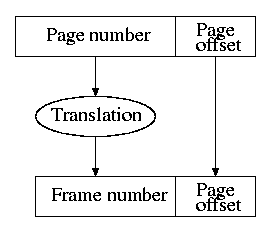 Page number
Page
offset
Translation
Frame number
Page
offset